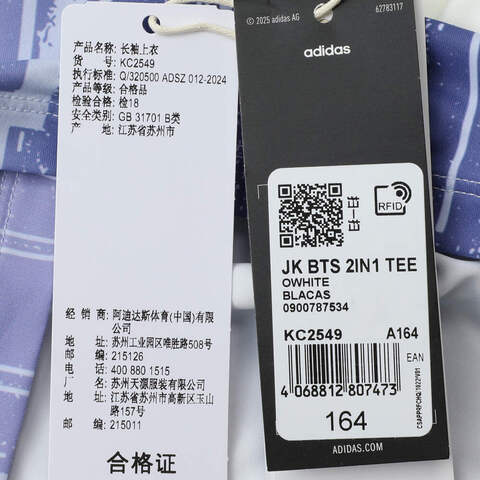 产品名称: 长袖上衣
货 号: KC2549
执行标准: Q/320500 ADSZ 012-2024
产品等级: 合格品
检验合格: 检18
安全类别: GB 31701 B类
产 地: 江苏省苏州市
经 销 商: 阿迪达斯体育(中国)有限
公司
地 址: 苏州工业园区唯胜路508号
邮 编: 215126
电 话: 400 880 1515
厂 名: 苏州天源服装有限公司
地 址: 江苏省苏州市高新区玉山
路157号
邮 编: 215011
合格证
© 2025 adidas AG
62783117
adidas
RFID
JK BTS 2IN1 TEE
OWHITE
BLACAS
0900787534
KC2549 A164
EAN
4 068812 807473
164
ADIDAS.COM